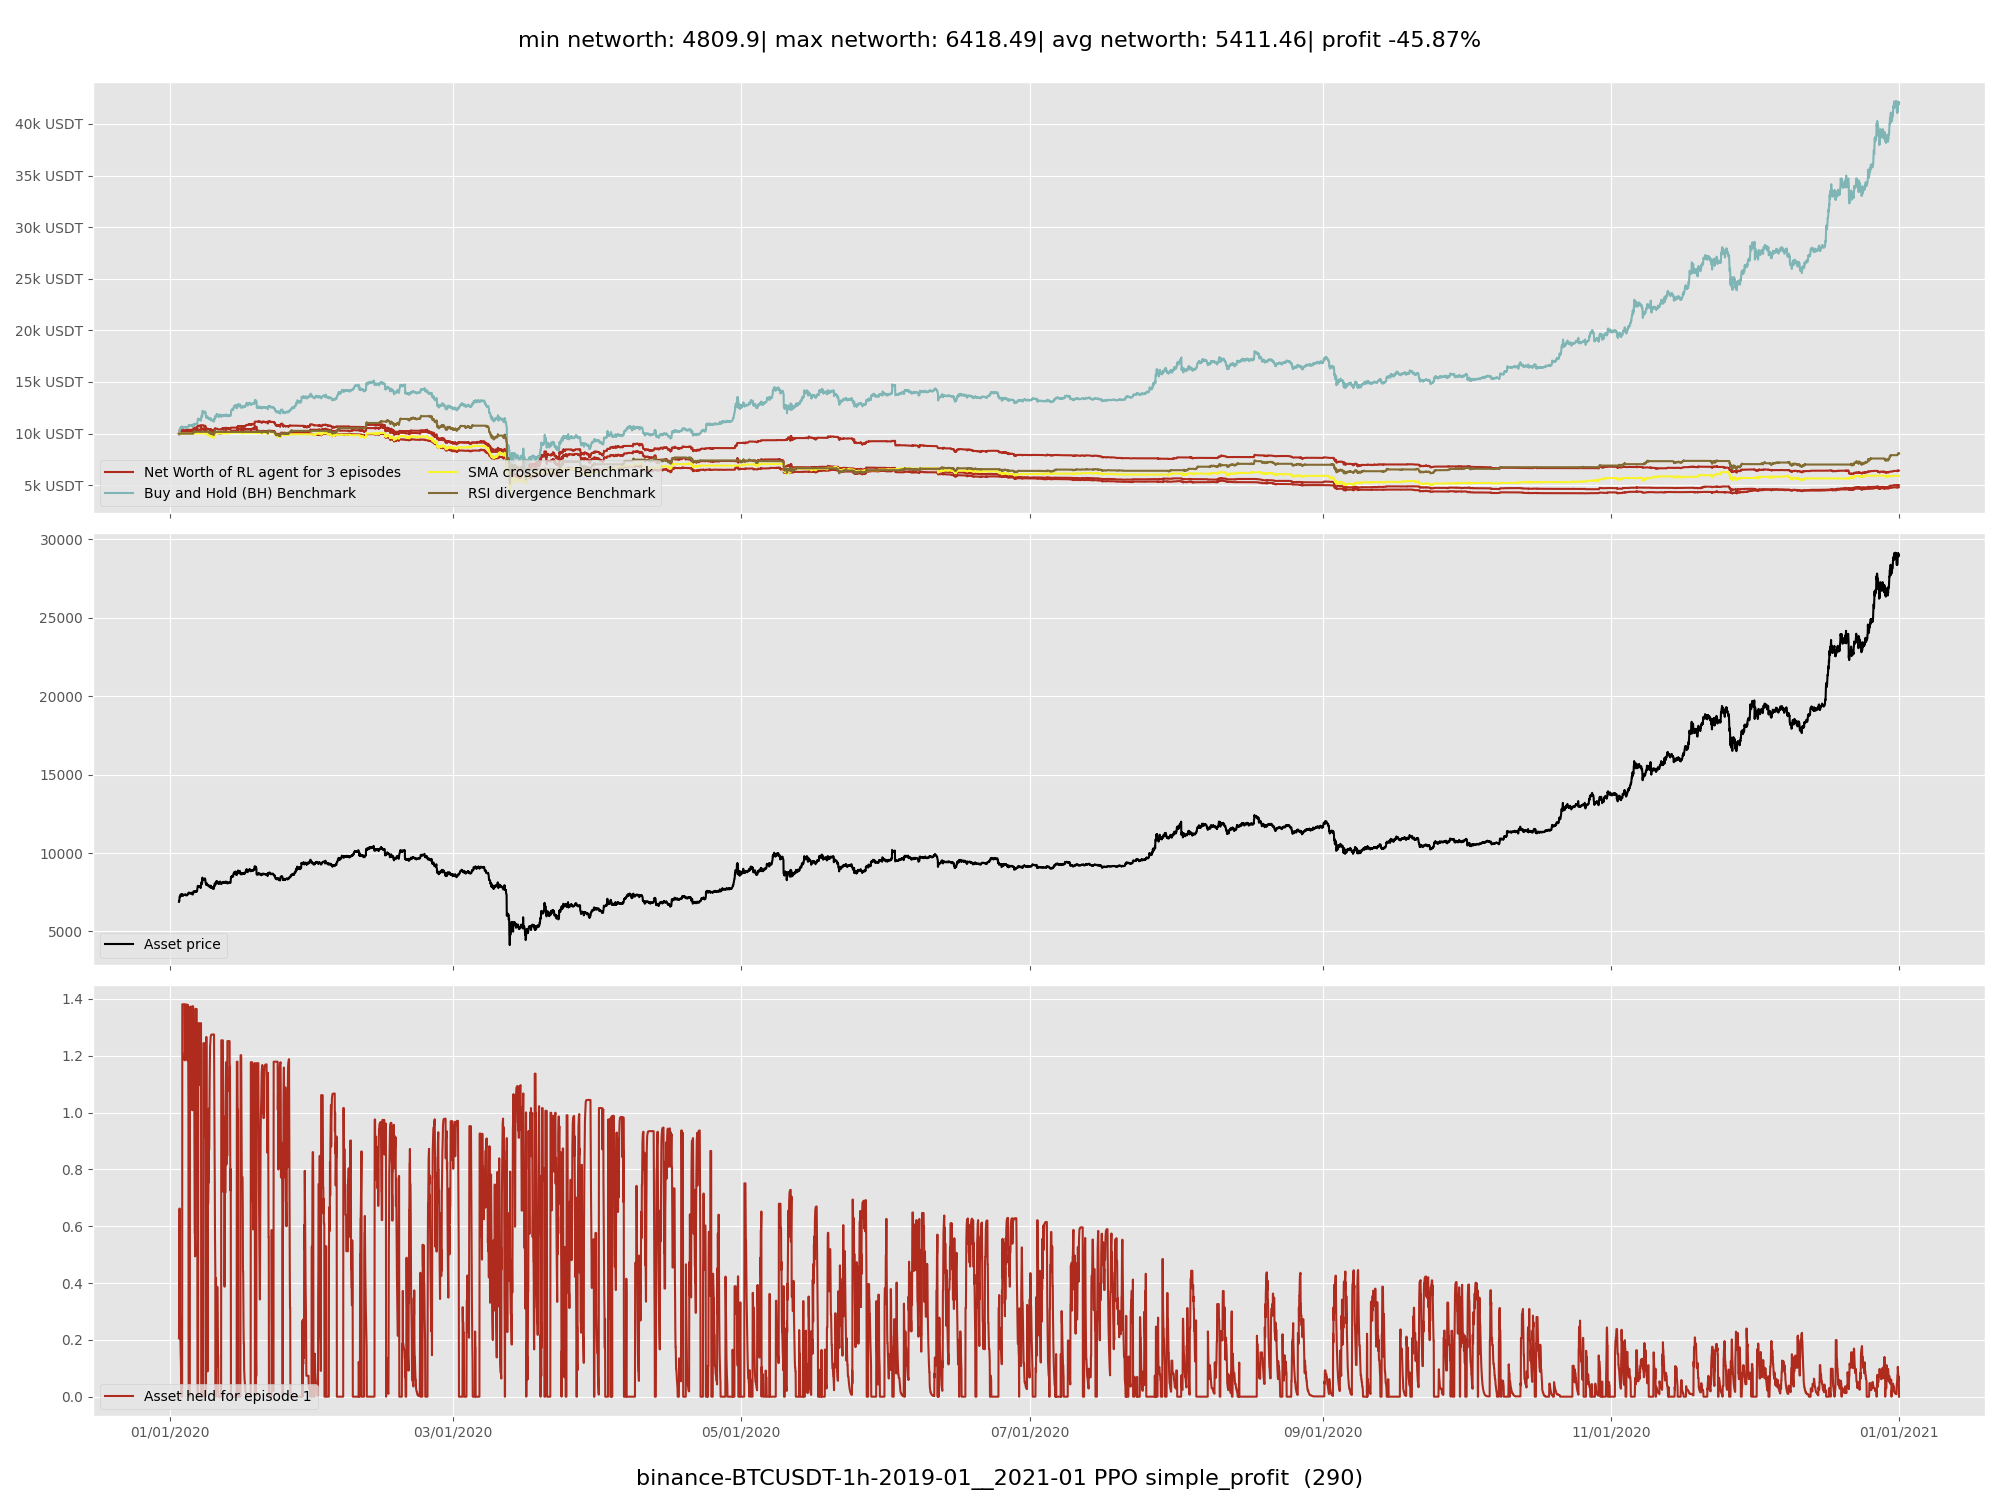 min networth: 4809.9| max networth: 6418.49| avg networth: 5411.46| profit -45.87%
40k USDT
35k USDT
30k USDT
25k USDT
20k USDT
15k USDT
10k USDT
5k USDT
Net Worth of RL agent for 3 episodes
Buy and Hold (BH) Benchmark
SMA crossover Benchmark
RSI divergence Benchmark
30000
25000
20000
15000
10000
5000
Asset price
1.4
1.2
1.0
0.8
0.6
0.4
0.2
0.0
Asset held for episode 1
01/01/2020 03/01/2020 05/01/2020 07/01/2020 09/01/2020 11/01/2020 01/01/2021
binance-BTCUSDT-1h-2019-01__2021-01 PPO simple_profit  (290)